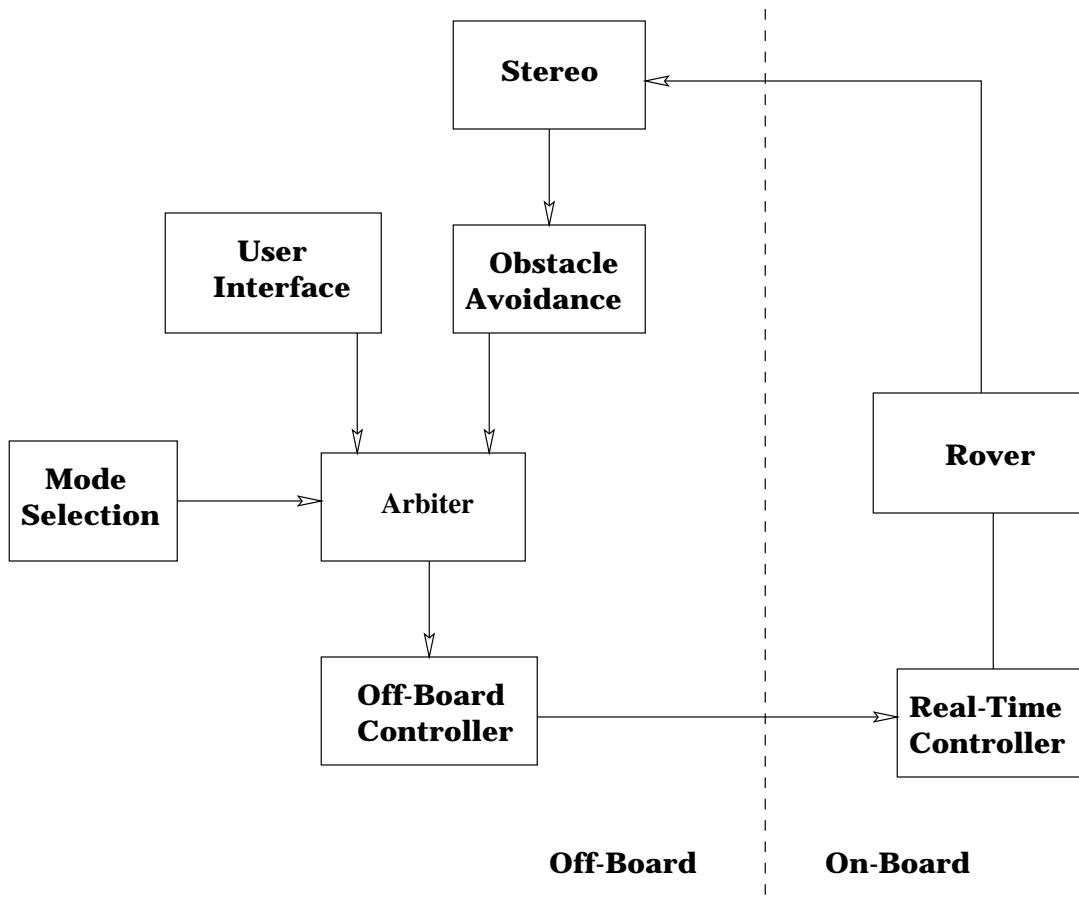 Stereo
User
Interface
Obstacle
Avoidance
Mode
Selection
Arbiter
Rover
Off-Board
Controller
Real-Time
Controller
Off-Board
On-Board